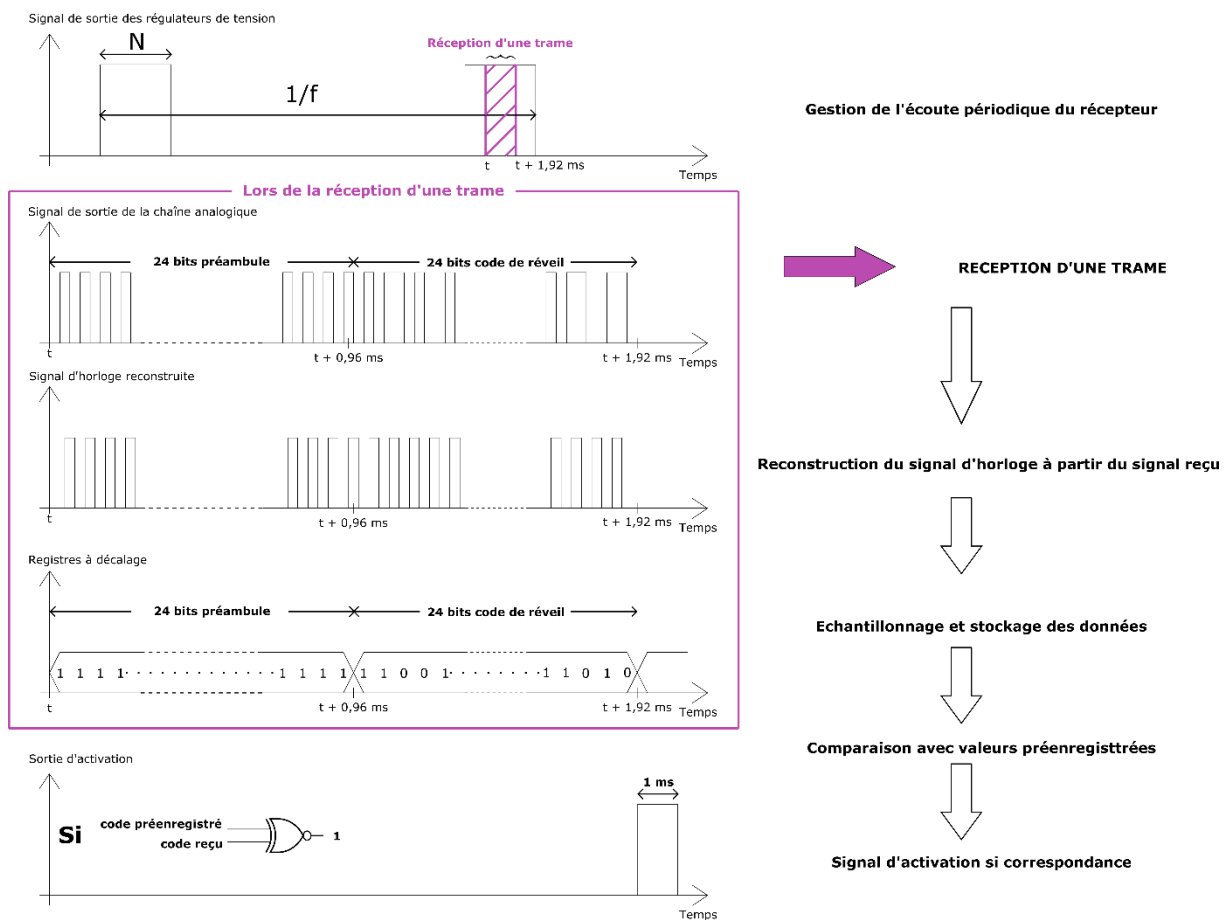 Signal de sortie des régulateurs de tension
N
Réception d'une trame
1/f
t
t + 1,92 ms
Temps
Gestion de l'écoute périodique du récepteur
Lors de la réception d'une trame
Signal de sortie de la chaîne analogique
24 bits préambule
24 bits code de réveil
t
t + 0,96 ms
t + 1,92 ms
Temps
RECEPTION D'UNE TRAME
Signal d'horloge reconstruite
t
t + 0,96 ms
t + 1,92 ms
Temps
Reconstruction du signal d'horloge à partir du signal reçu
Registres à décalage
24 bits préambule
24 bits code de réveil
1 1 1 1 · · · · · · · · · · · · · · · 1 1 1 1 1 1 0 0 1 · · · · · · · · 1 1 0 1 0
t
t + 0,96 ms
t + 1,92 ms
Temps
Echantillonnage et stockage des données
Comparaison avec valeurs préenregisttrées
Sortie d'activation
1 ms
Si
code préenregistré
code reçu
1
Temps
Signal d'activation si correspondance